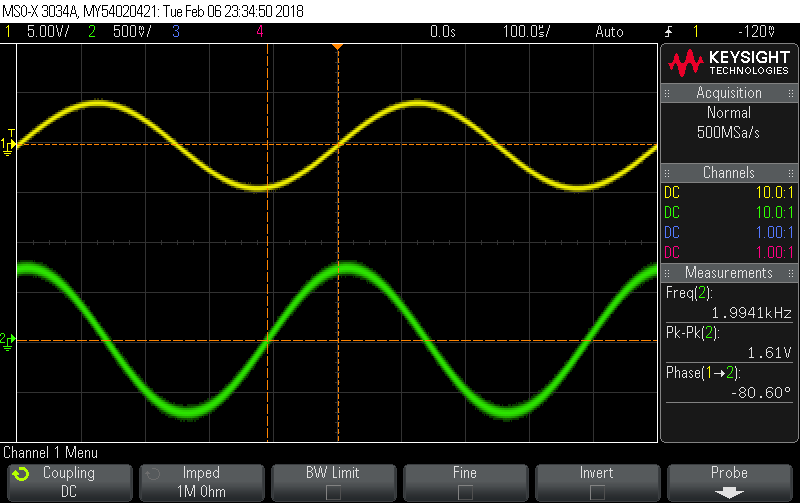 MSO-X 3034A, MY54020421: Tue Feb 06 23:34:50 2018
1 5.00V/ 2 500mV/ 3 4 0.0s 100.0us/ Auto 1 -120mV
KEYSIGHT
TECHNOLOGIES
Acquisition
Normal
500MSa/s
Channels
DC 10.0:1
DC 10.0:1
DC 1.00:1
DC 1.00:1
Measurements
Freq(2):
1.9941kHz
Pk-Pk(2):
1.61V
Phase(1→2):
-80.60°
T
1
2
Channel 1 Menu
Coupling
DC
Imped
1M Ohm
BW Limit
Fine
Invert
Probe